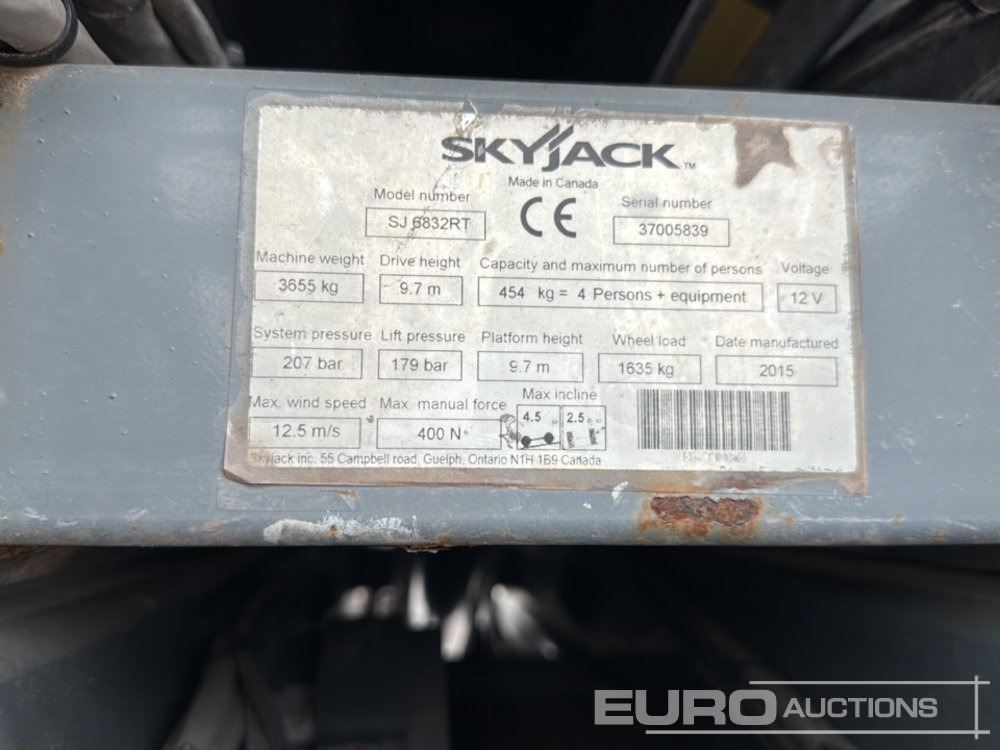 SKYJACK™
Made in Canada
Model number
SJ 6832RT
CE
Serial number
37005839
Machine weight
3655 kg
Drive height
9.7 m
Capacity and maximum number of persons
454 kg = 4 Persons + equipment
Voltage
12 V
System pressure
207 bar
Lift pressure
179 bar
Platform height
9.7 m
Wheel load
1635 kg
Date manufactured
2015
Max. wind speed
12.5 m/s
Max. manual force
400 N
Max incline
4.5
2.5
Skyjack inc. 55 Campbell road, Guelph, Ontario N1H 1B9 Canada
EURO AUCTIONS